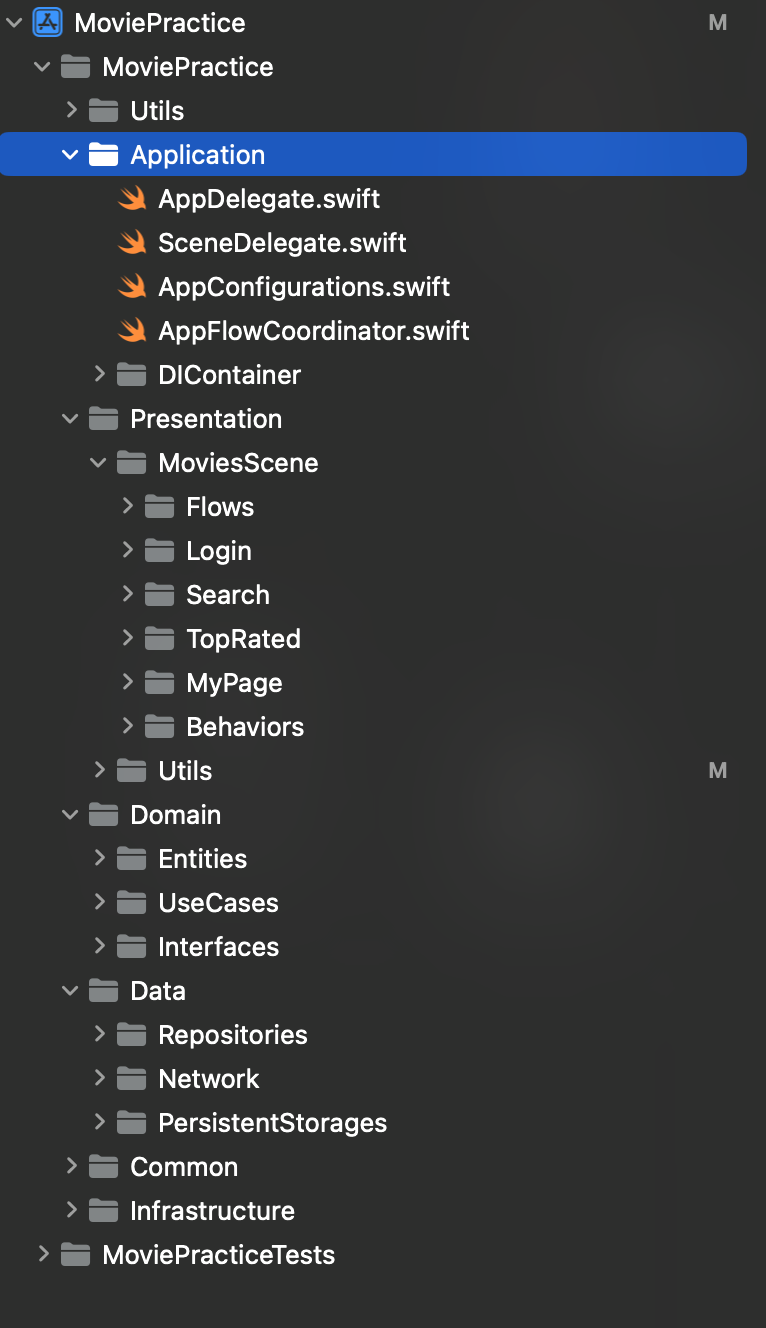 MoviePractice M
MoviePractice
Utils
Application
AppDelegate.swift
SceneDelegate.swift
AppConfigurations.swift
AppFlowCoordinator.swift
DIContainer
Presentation
MoviesScene
Flows
Login
Search
TopRated
MyPage
Behaviors
Utils M
Domain
Entities
UseCases
Interfaces
Data
Repositories
Network
PersistentStorages
Common
Infrastructure
MoviePracticeTests